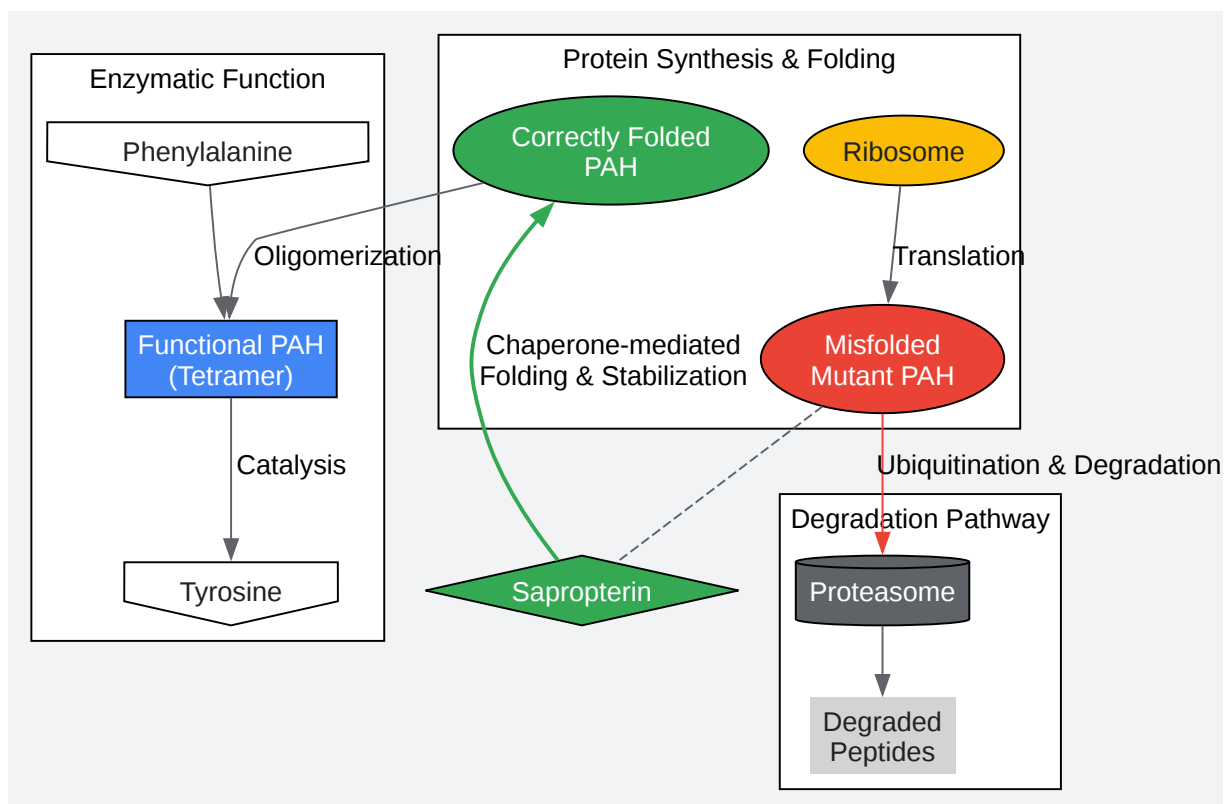 Enzymatic Function
Phenylalanine
Oligomerization
Functional PAH
(Tetramer)
Catalysis
Tyrosine
Protein Synthesis & Folding
Correctly Folded
PAH
Ribosome
Translation
Chaperone-mediated
Folding & Stabilization
Misfolded
Mutant PAH
Sapropterin
Ubiquitination & Degradation
Degradation Pathway
Proteasome
Degraded
Peptides